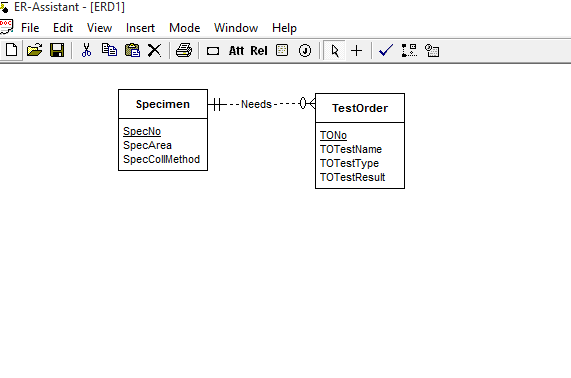 ER-Assistant - [ERD1]
DOC File Edit View Insert Mode Window Help
Att Rel J
Specimen
SpecNo
SpecArea
SpecCollMethod
Needs
TestOrder
TONo
TOTestName
TOTestType
TOTestResult